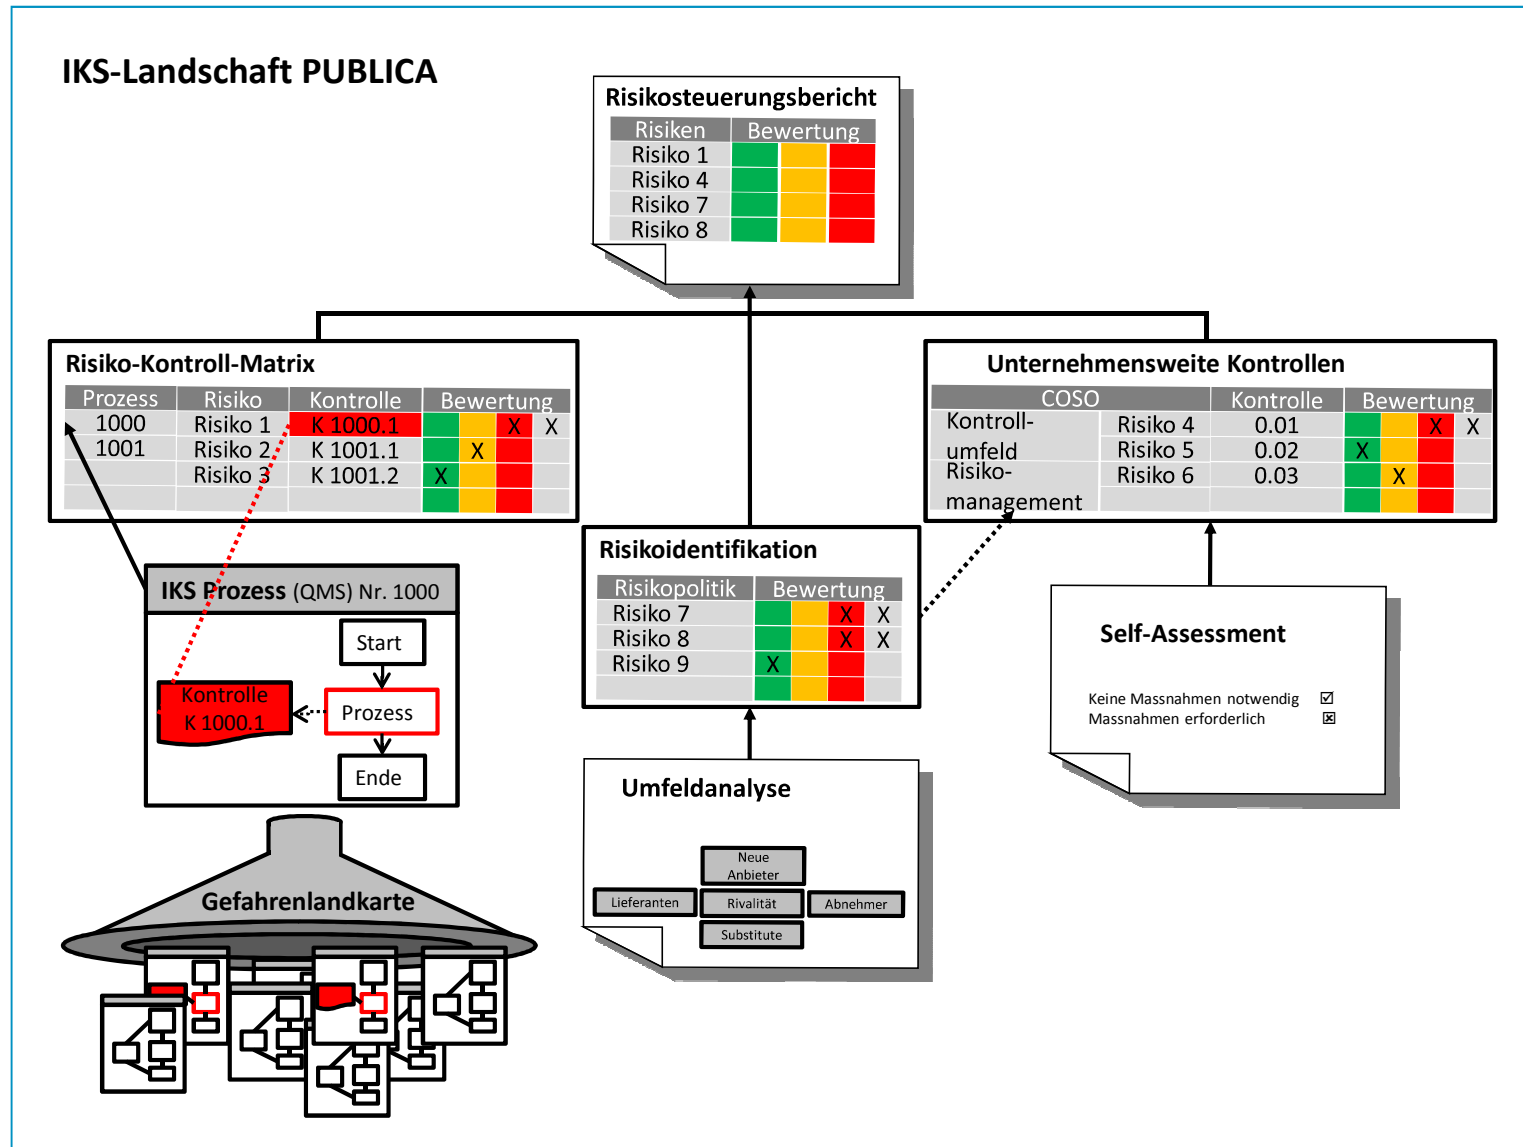 IKS-Landschaft PUBLICA
Risikosteuerungsbericht
Risiken Bewertung
Risiko 1
Risiko 4
Risiko 7
Risiko 8
Risiko-Kontroll-Matrix
Prozess Risiko Kontrolle Bewertung
1000 Risiko 1 K 1000.1 X X
1001 Risiko 2 K 1001.1 X
Risiko 3 K 1001.2 X
Unternehmensweite Kontrollen
COSO Kontrolle Bewertung
Kontroll- Risiko 4 0.01 X X
umfeld Risiko 5 0.02 X
Risiko- Risiko 6 0.03 X
management
IKS Prozess (QMS) Nr. 1000
Start
Kontrolle
K 1000.1
Prozess
Ende
Risikoidentifikation
Risikopolitik Bewertung
Risiko 7 X X
Risiko 8 X X
Risiko 9 X
Self-Assessment
Keine Massnahmen notwendig ☑
Massnahmen erforderlich ☒
Umfeldanalyse
Neue
Anbieter
Lieferanten Rivalität Abnehmer
Substitute
Gefahrenlandkarte